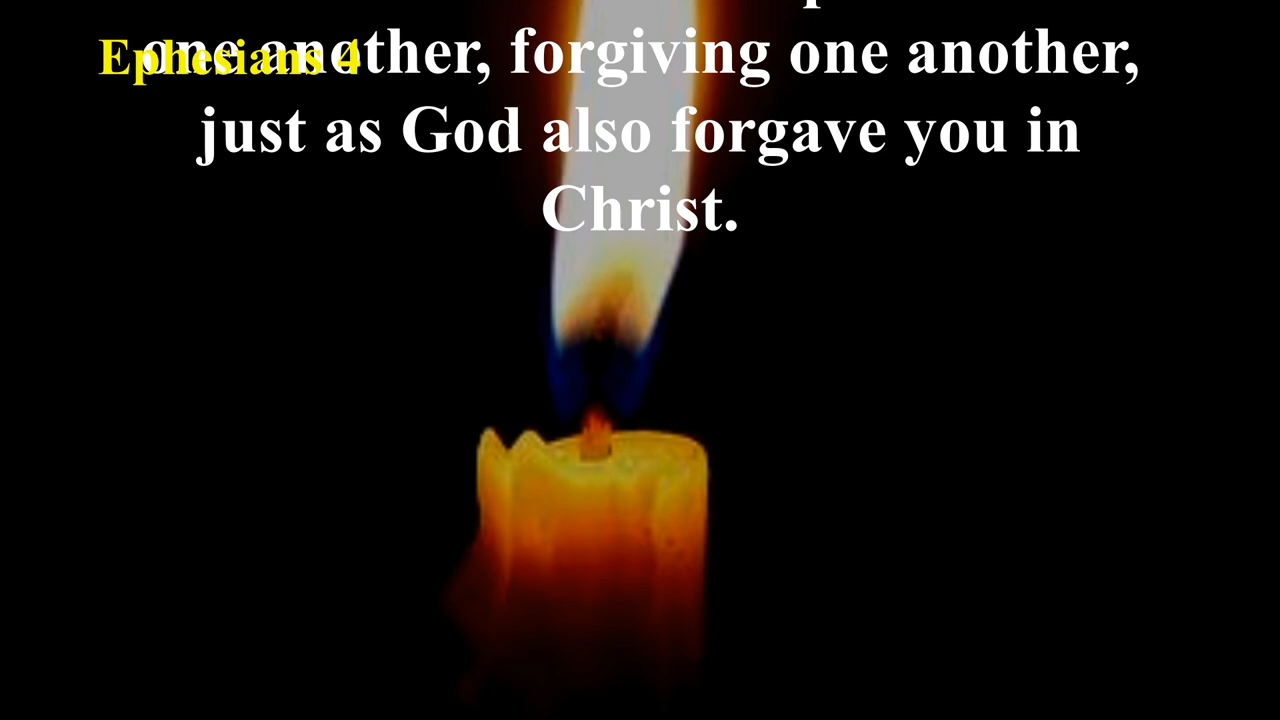 Ephesians 4
one another, forgiving one another,
just as God also forgave you in
Christ.